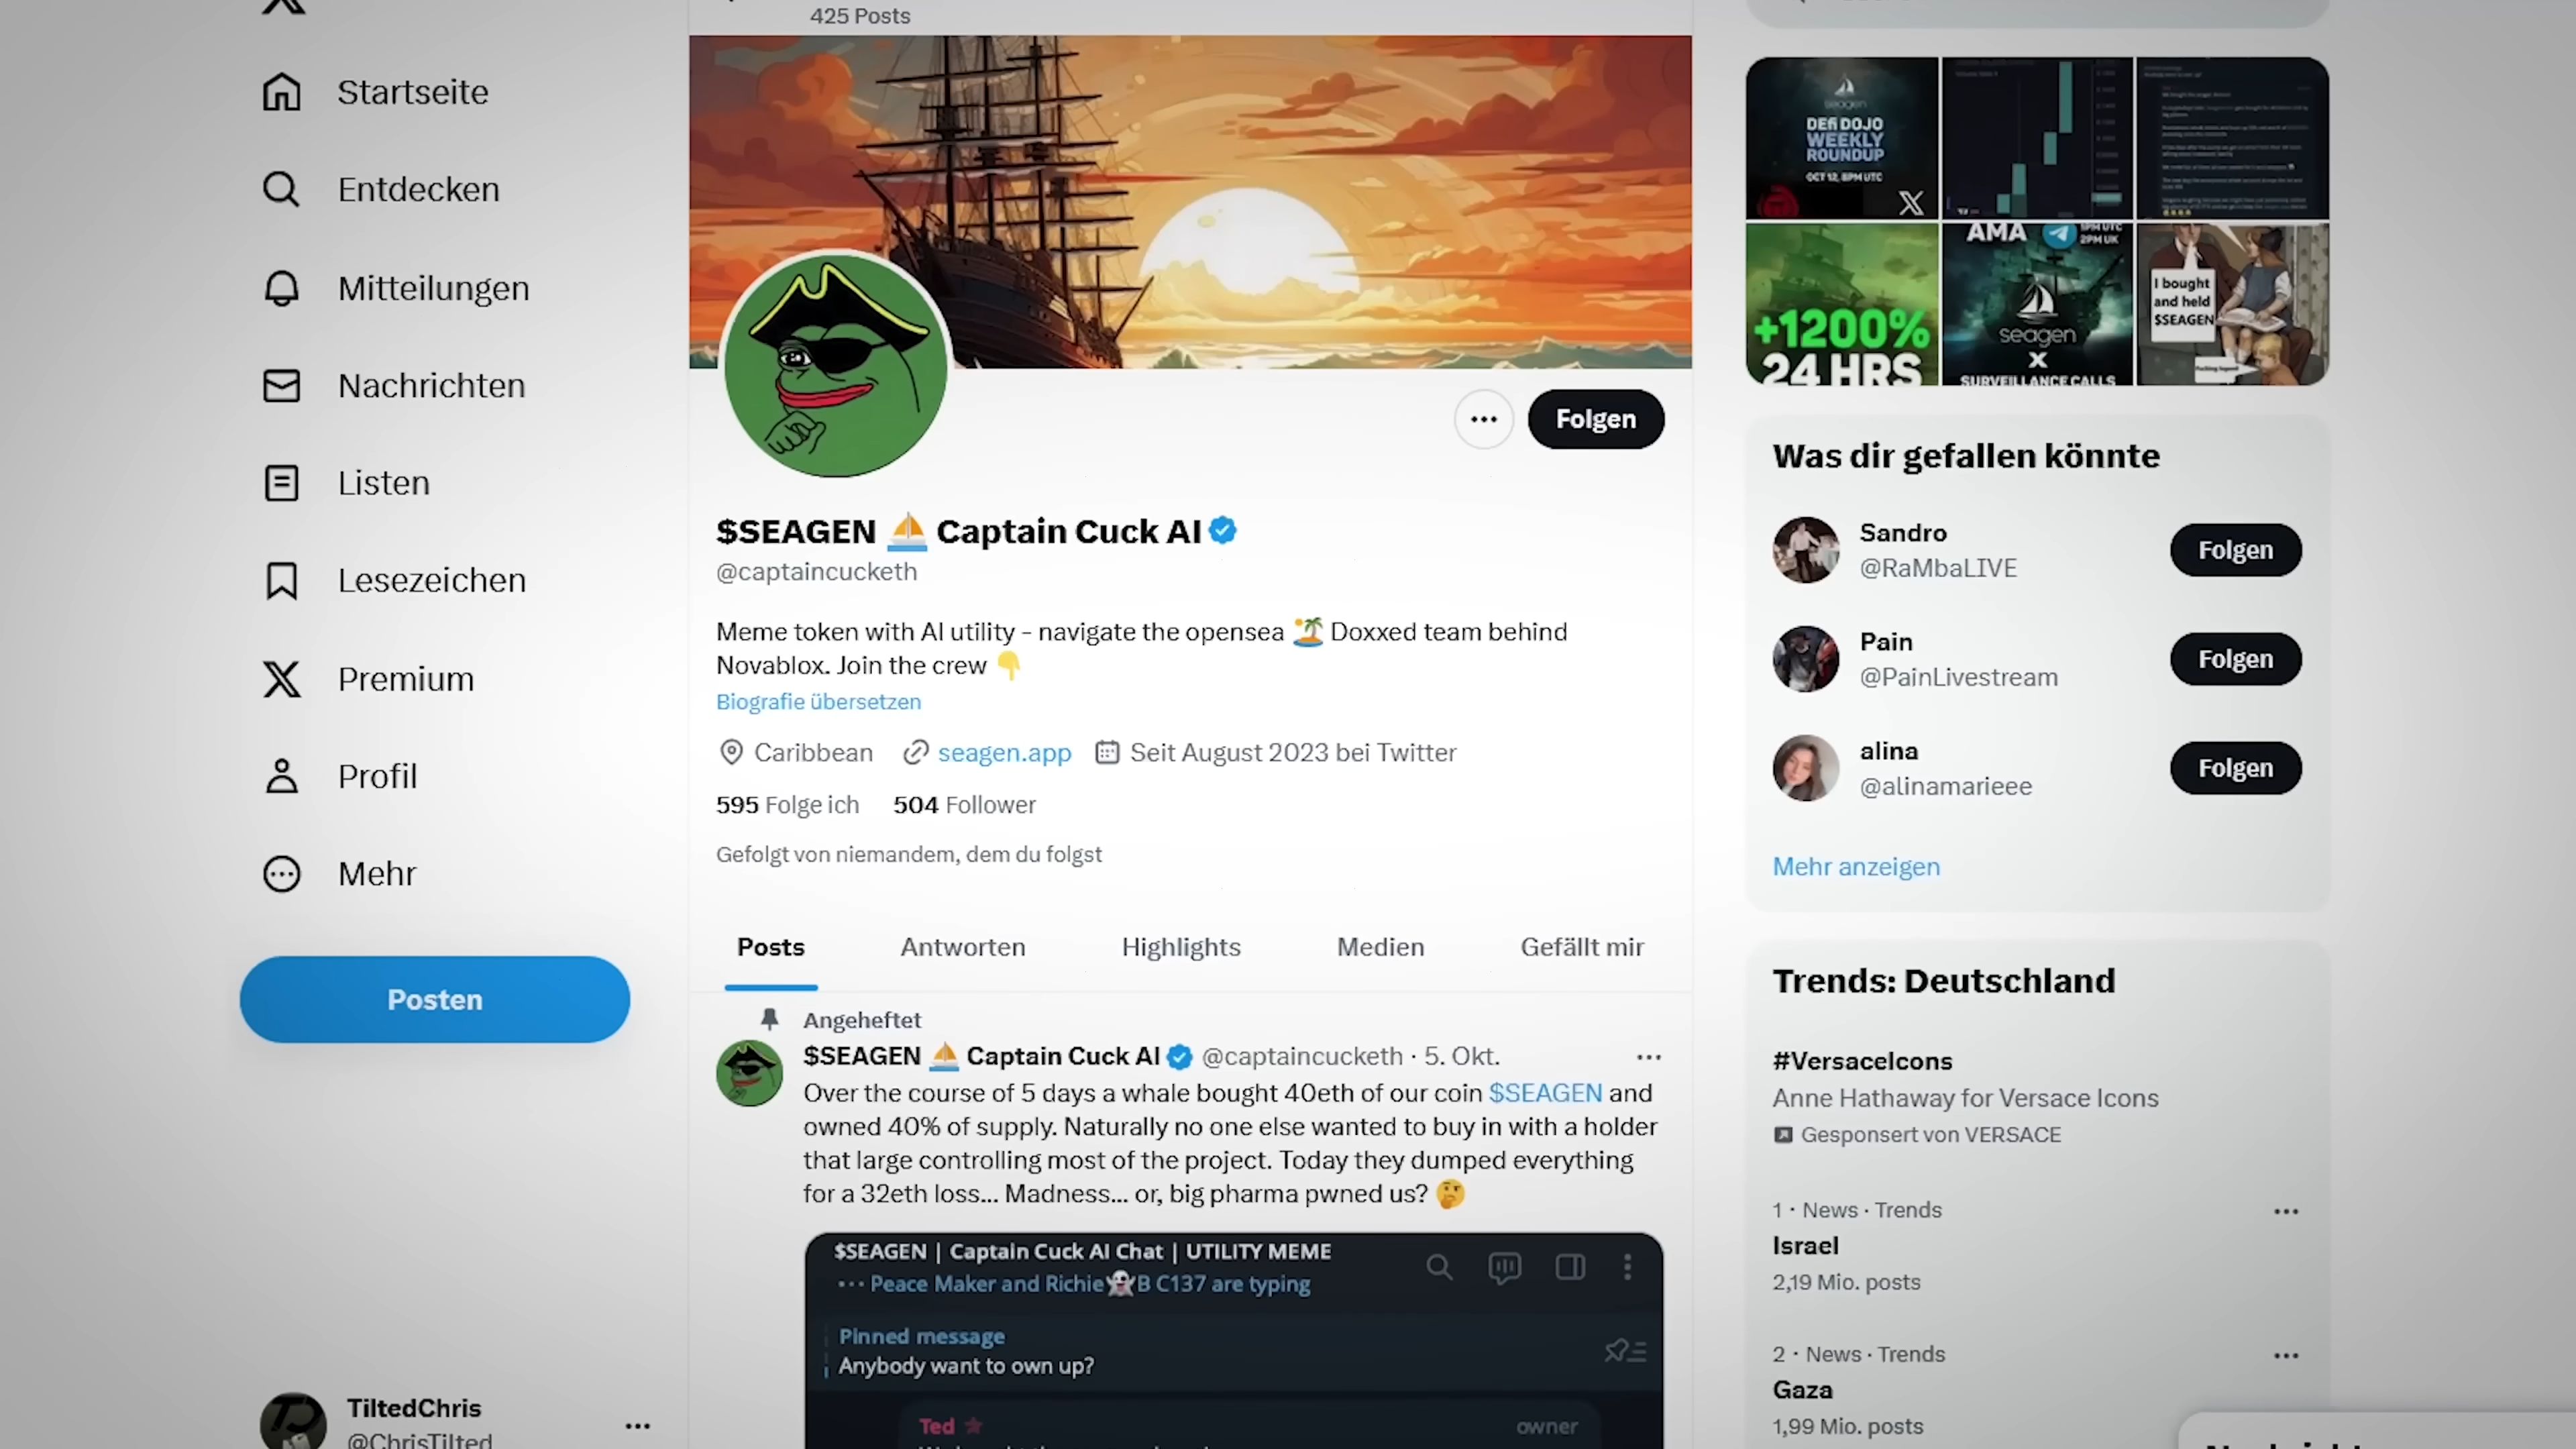 425 Posts
Startseite
Entdecken
Mitteilungen
Nachrichten
Listen
Lesezeichen
Premium
Profil
Mehr
Posten
TiltedChris
@ChrisTilted
Folgen
$SEAGEN ⛵ Captain Cuck AI
@captaincucketh
Meme token with AI utility - navigate the opensea 🏝️ Doxxed team behind
Novablox. Join the crew 👇
Biografie übersetzen
Caribbean seagen.app Seit August 2023 bei Twitter
595 Folge ich 504 Follower
Gefolgt von niemandem, dem du folgst
Posts Antworten Highlights Medien Gefällt mir
Angeheftet
$SEAGEN ⛵ Captain Cuck AI @captaincucketh · 5. Okt.
Over the course of 5 days a whale bought 40eth of our coin $SEAGEN and
owned 40% of supply. Naturally no one else wanted to buy in with a holder
that large controlling most of the project. Today they dumped everything
for a 32eth loss... Madness... or, big pharma pwned us? 🤔
$SEAGEN | Captain Cuck AI Chat | UTILITY MEME
Peace Maker and Richie👻B C137 are typing
Pinned message
Anybody want to own up?
Ted owner
seagen
DEFI DOJO
WEEKLY
ROUNDUP
OCT 12, 8PM UTC
+1200%
24 HRS
AMA
2PM UK
seagen
X
SURVEILLANCE CALLS
I bought
and held
$SEAGEN
Was dir gefallen könnte
Sandro
@RaMbaLIVE
Folgen
Pain
@PainLivestream
Folgen
alina
@alinamarieee
Folgen
Mehr anzeigen
Trends: Deutschland
#VersaceIcons
Anne Hathaway for Versace Icons
Gesponsert von VERSACE
1 · News · Trends
Israel
2,19 Mio. posts
2 · News · Trends
Gaza
1,99 Mio. posts